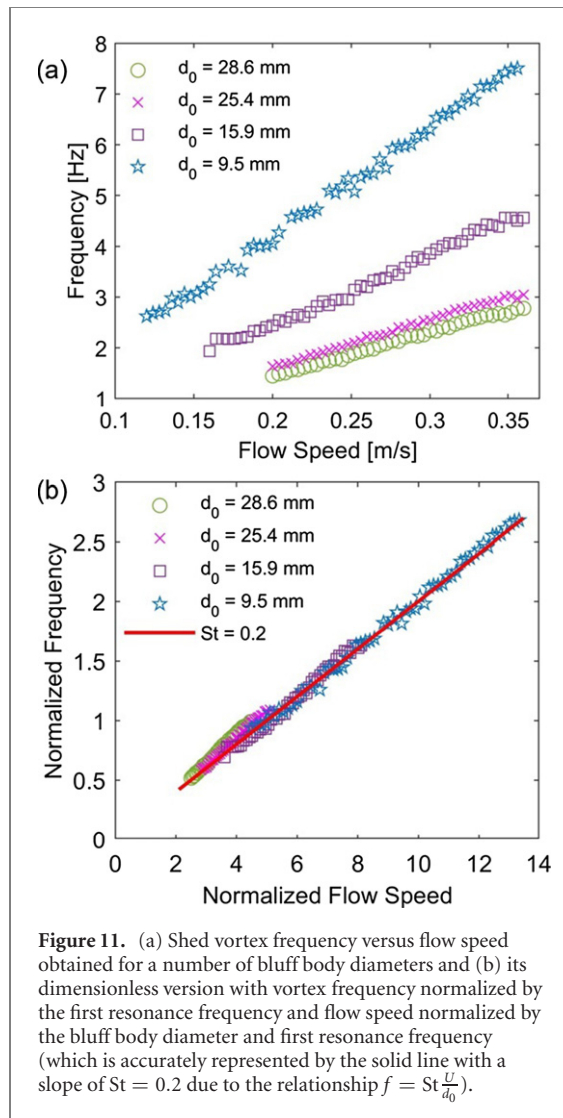 (a)
d₀ = 28.6 mm
d₀ = 25.4 mm
d₀ = 15.9 mm
d₀ = 9.5 mm
8
7
6
5
4
3
2
1
Frequency [Hz]
0.1 0.15 0.2 0.25 0.3 0.35
Flow Speed [m/s]
(b)
d₀ = 28.6 mm
d₀ = 25.4 mm
d₀ = 15.9 mm
d₀ = 9.5 mm
St = 0.2
3
2.5
2
1.5
1
0.5
0
Normalized Frequency
0 2 4 6 8 10 12 14
Normalized Flow Speed
Figure 11. (a) Shed vortex frequency versus flow speed
obtained for a number of bluff body diameters and (b) its
dimensionless version with vortex frequency normalized by
the first resonance frequency and flow speed normalized by
the bluff body diameter and first resonance frequency
(which is accurately represented by the solid line with a
slope of St = 0.2 due to the relationship f = St U/d₀).